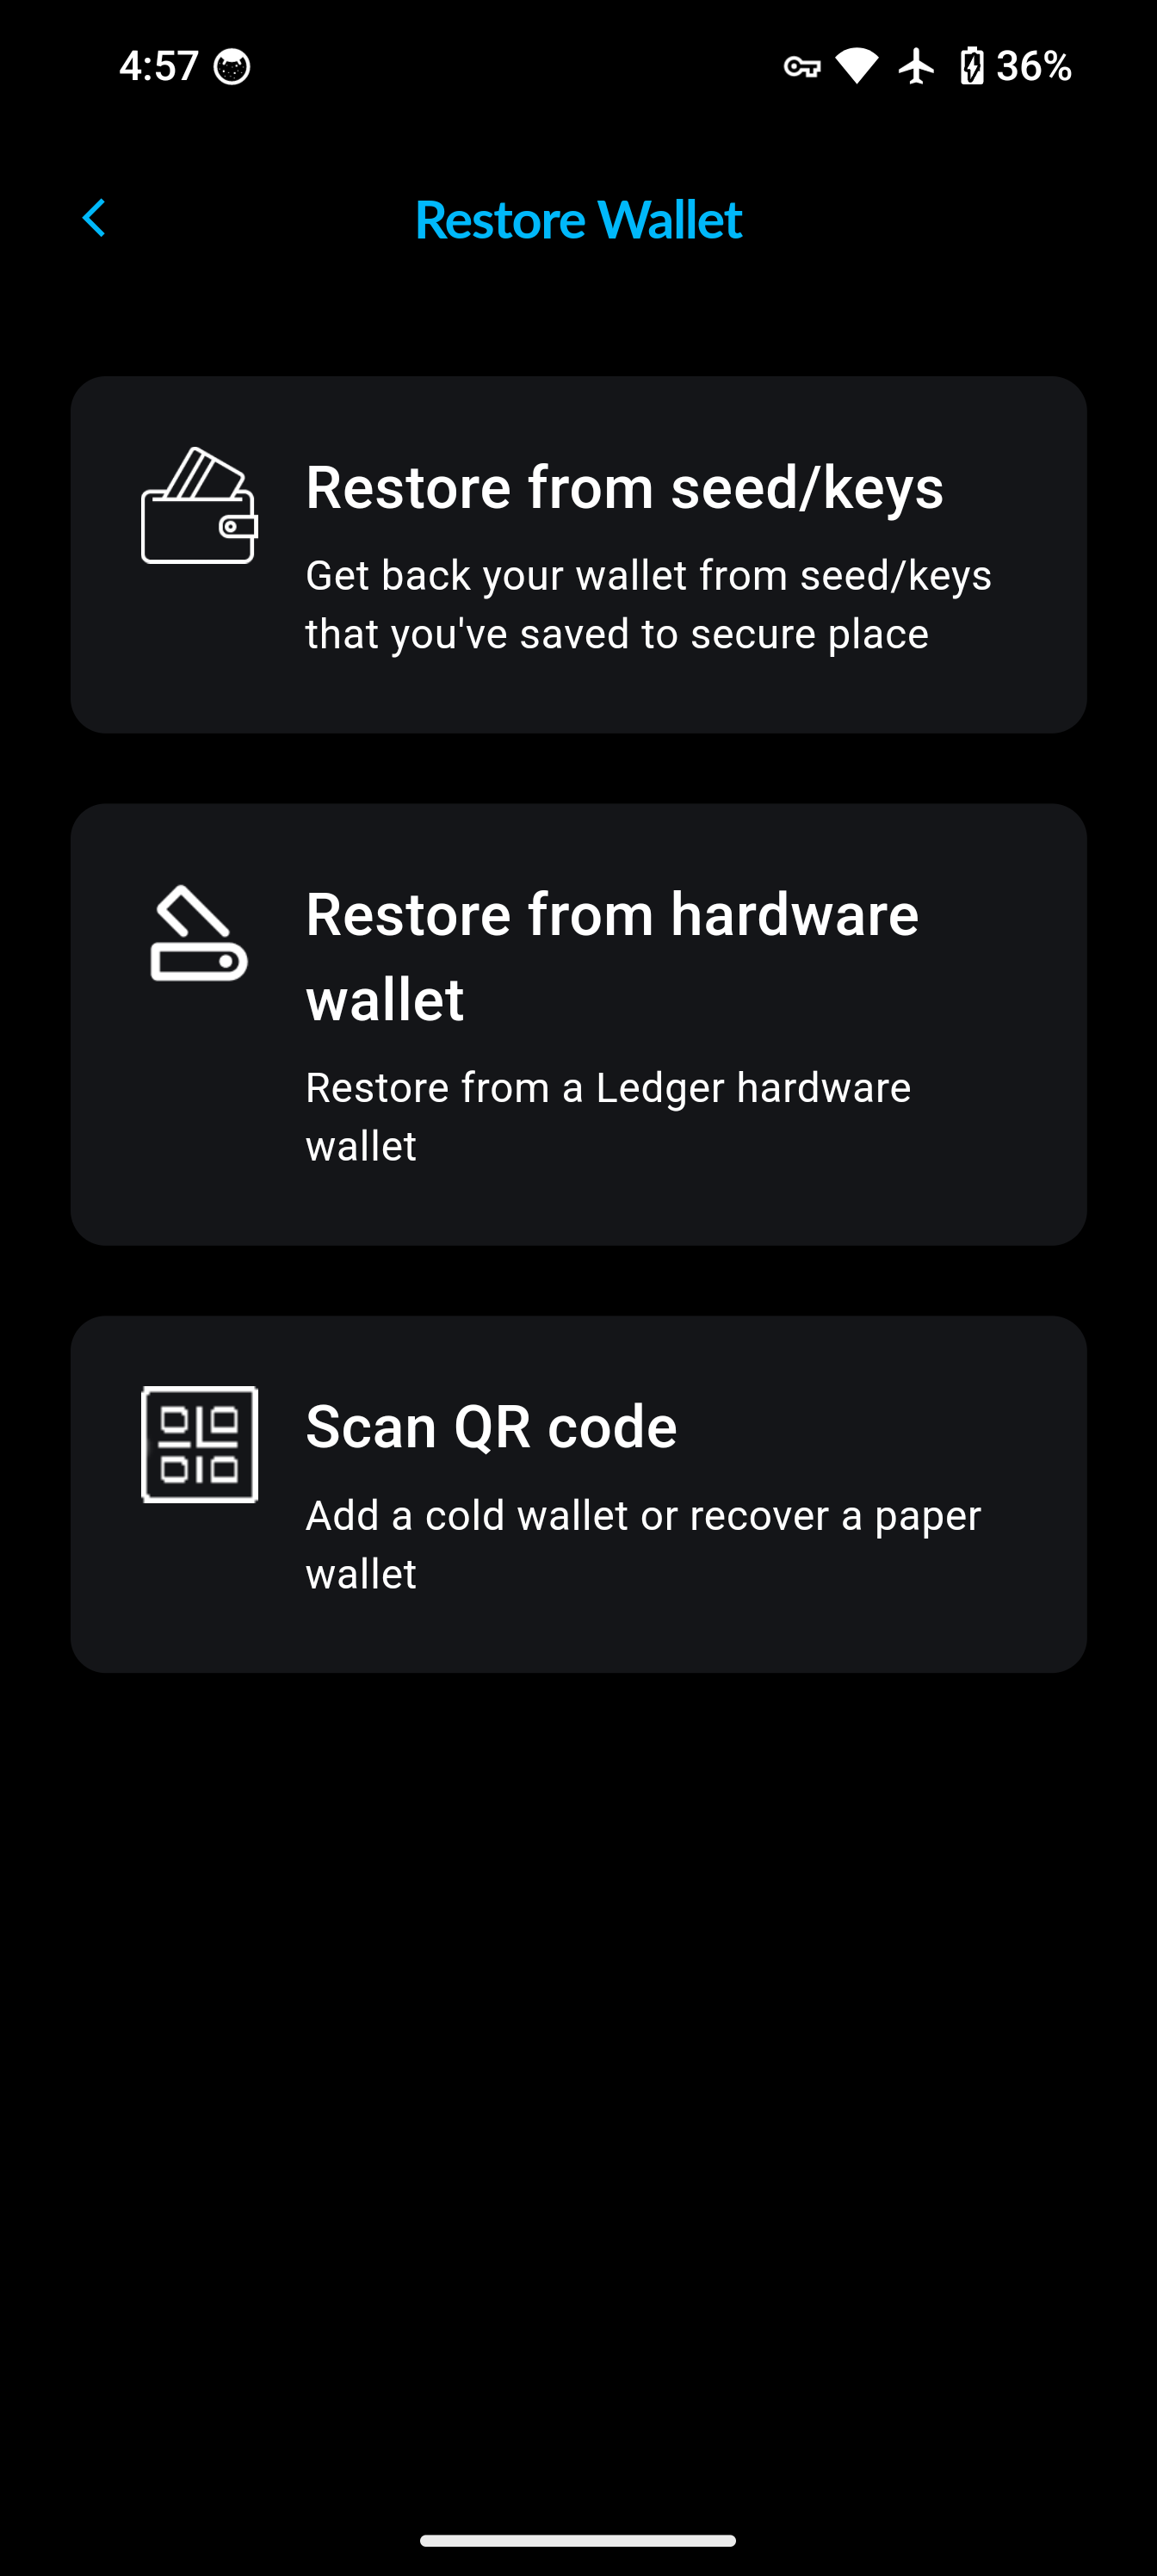 4:57
36%
Restore Wallet
Restore from seed/keys
Get back your wallet from seed/keys
that you've saved to secure place
Restore from hardware
wallet
Restore from a Ledger hardware
wallet
Scan QR code
Add a cold wallet or recover a paper
wallet